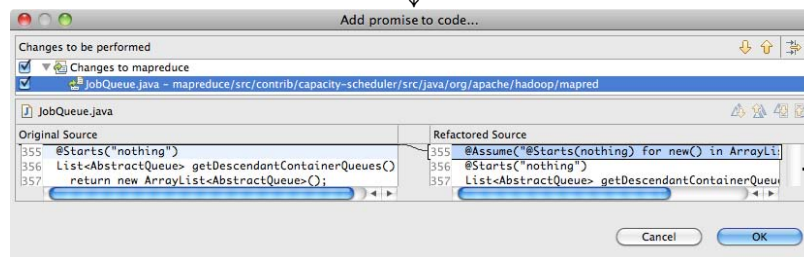 Add promise to code...
Changes to be performed
Changes to mapreduce
JobQueue.java – mapreduce/src/contrib/capacity-scheduler/src/java/org/apache/hadoop/mapred
JobQueue.java
Original Source
Refactored Source
355 @Starts("nothing")
356 List<AbstractQueue> getDescendantContainerQueues()
357 return new ArrayList<AbstractQueue>();
355 @Assume("@Starts(nothing) for new() in ArrayLi
356 @Starts("nothing")
357 List<AbstractQueue> getDescendantContainerQueu
Cancel
OK